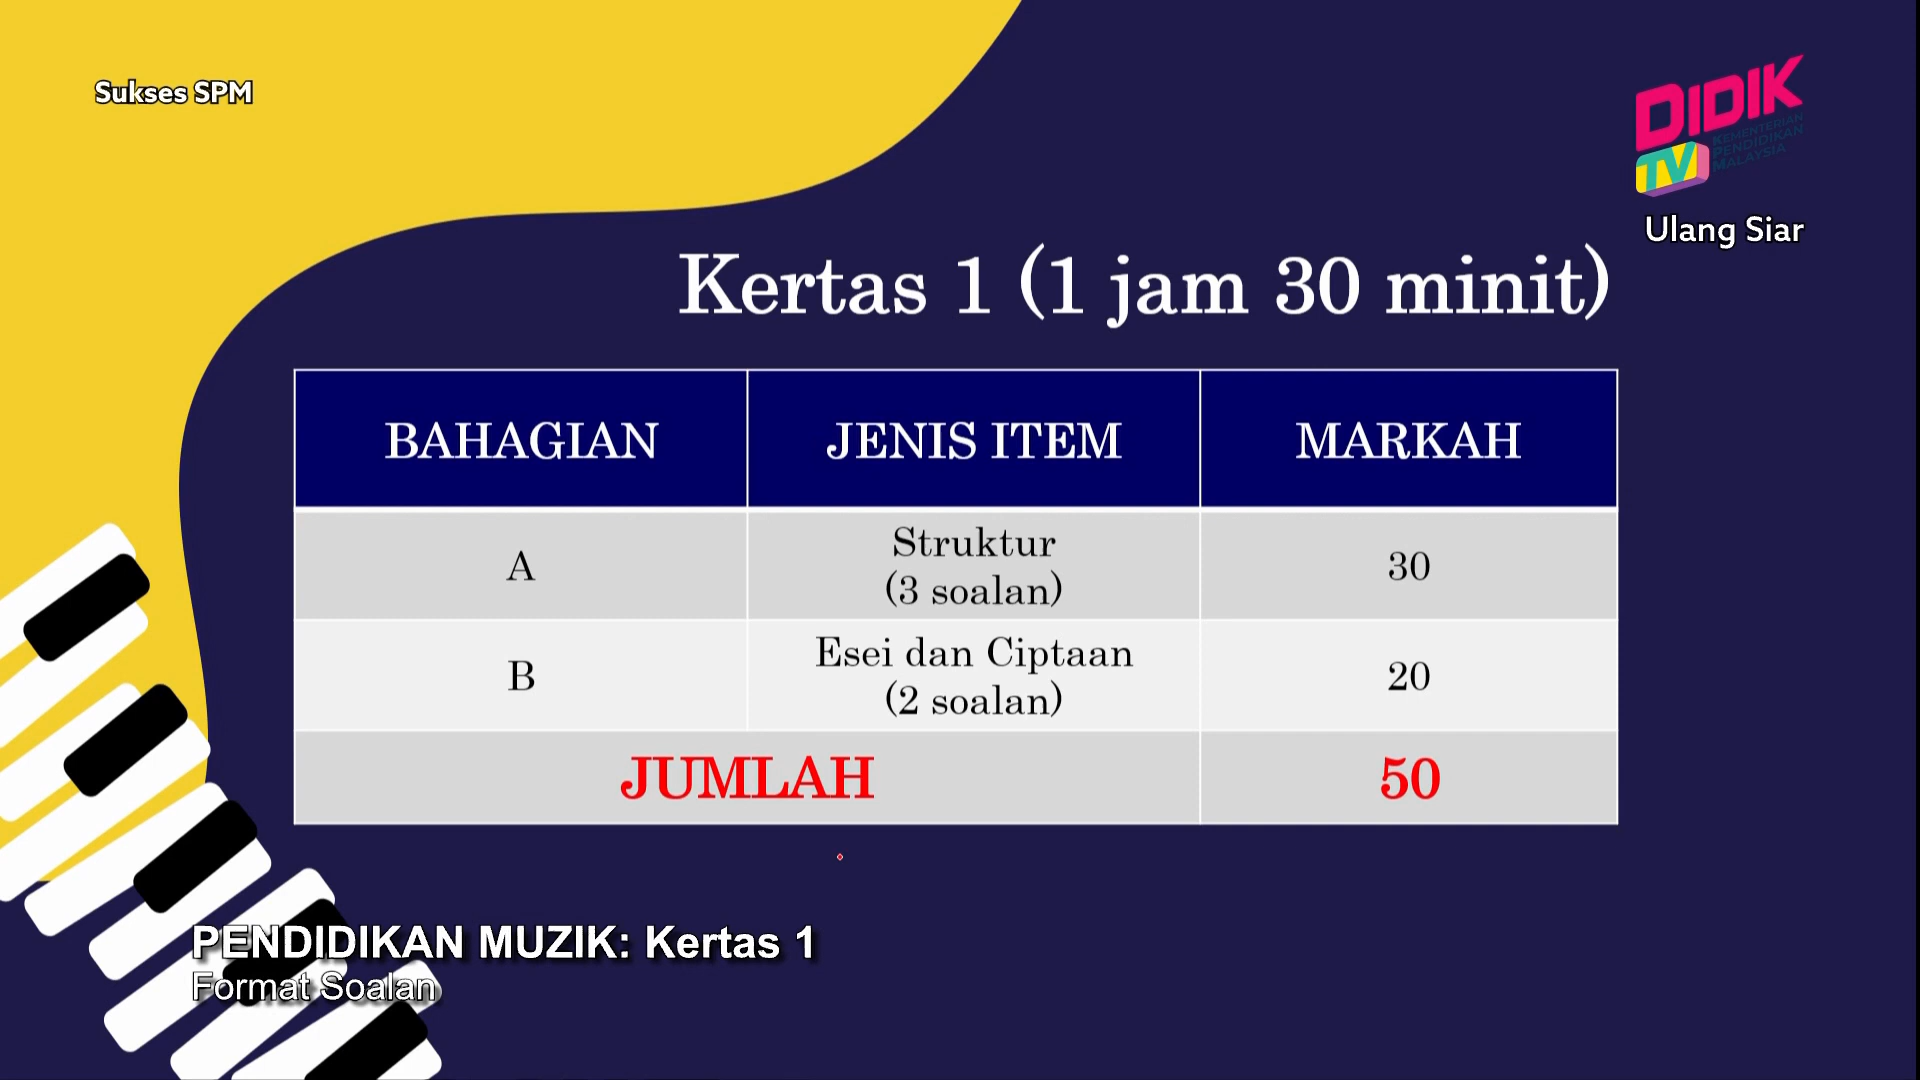 Sukses SPM
DIDIK
TV
KEMENTERIAN
PENDIDIKAN
MALAYSIA
Ulang Siar
Kertas 1 (1 jam 30 minit)
BAHAGIAN JENIS ITEM MARKAH
A Struktur (3 soalan) 30
B Esei dan Ciptaan (2 soalan) 20
JUMLAH 50
PENDIDIKAN MUZIK: Kertas 1
Format Soalan